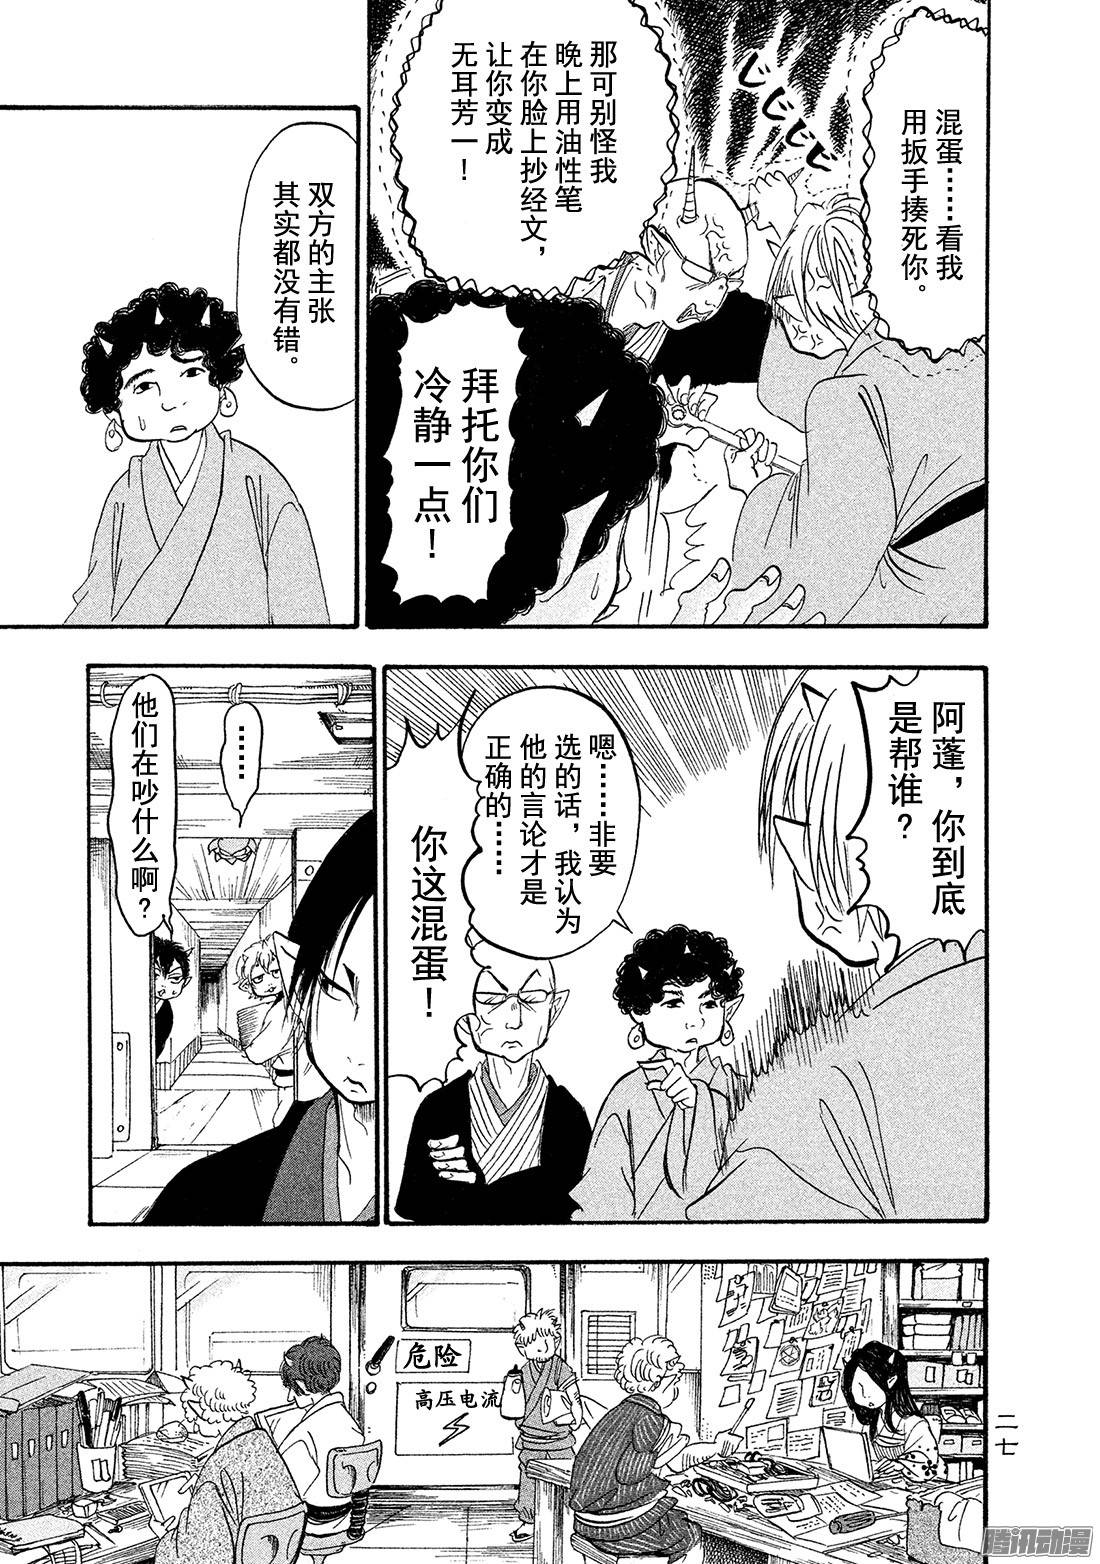 混蛋……看我
用扳手揍死你。
じじじじ
那可别怪我
晚上用油性笔
在你脸上抄经文，
让你变成
无耳芳一！
拜托你们
冷静一点！
双方的主张
其实都没有错。
阿蓬，你到底
是帮谁？
嗯……非要
选的话，我认为
他的言论才是
正确的……
你这混蛋！
……
他们在吵什么啊？
危险
高压电流
二七
腾讯动漫